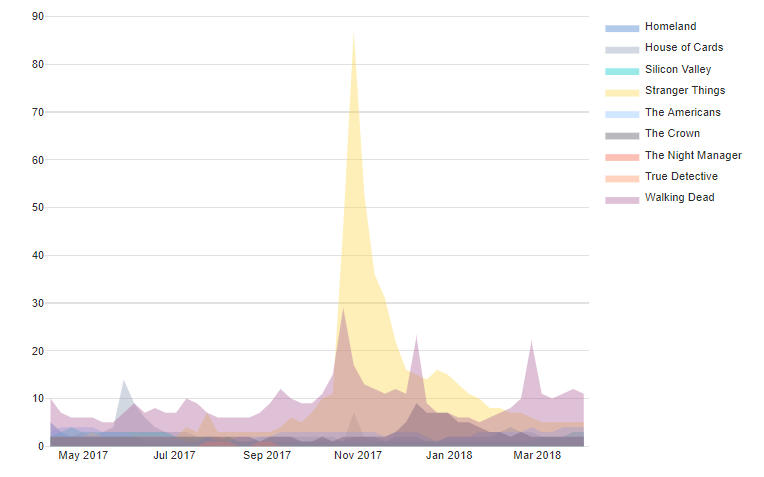 90
80
70
60
50
40
30
20
10
0
May 2017 Jul 2017 Sep 2017 Nov 2017 Jan 2018 Mar 2018
Homeland
House of Cards
Silicon Valley
Stranger Things
The Americans
The Crown
The Night Manager
True Detective
Walking Dead